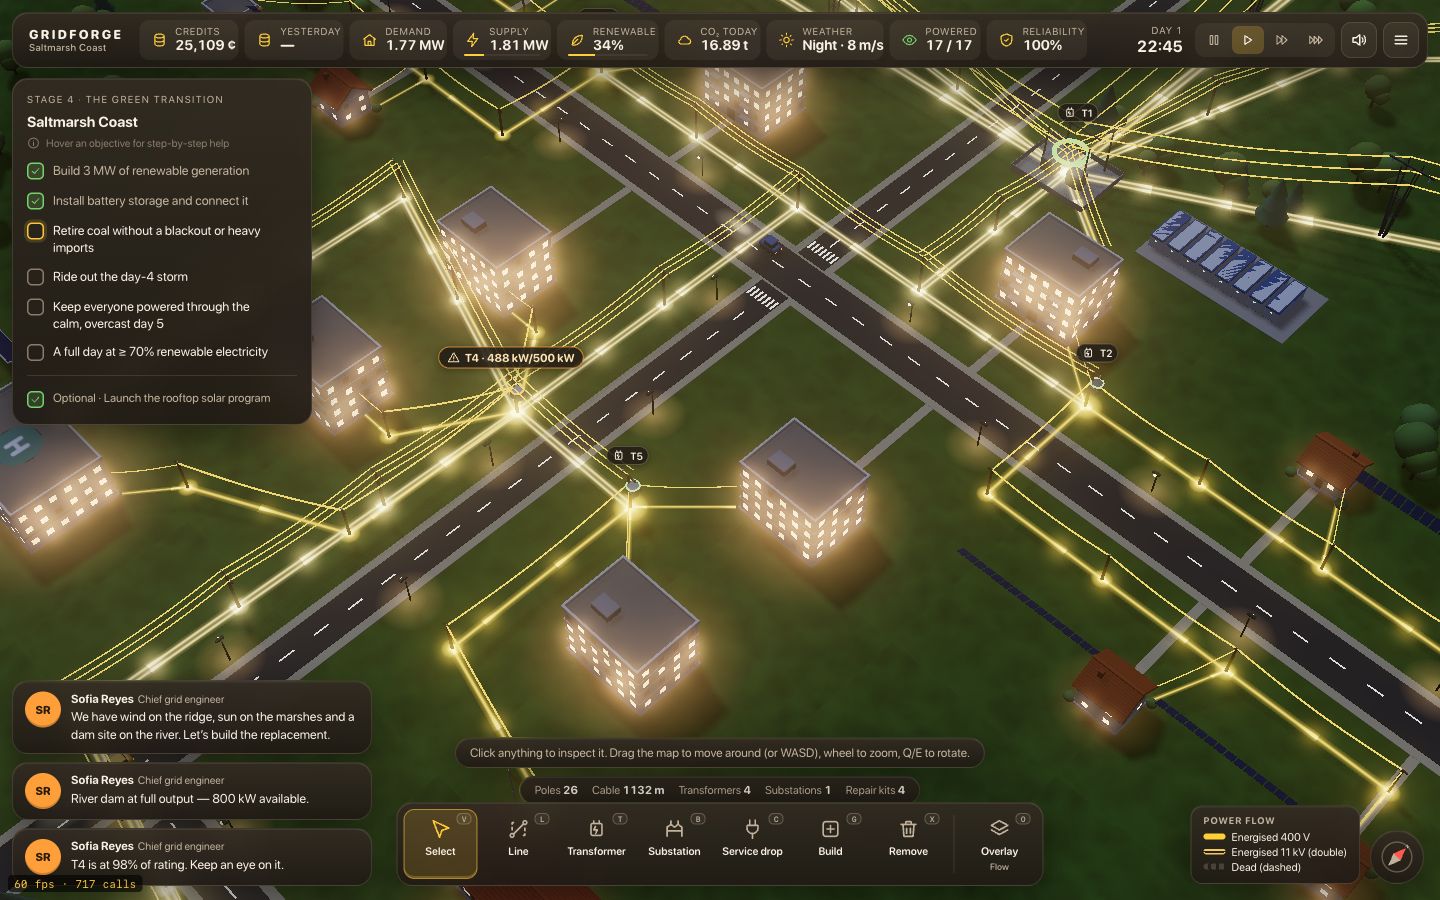 GRIDFORGE
Saltmarsh Coast
CREDITS
25,109 ¢
YESTERDAY
—
DEMAND
1.77 MW
SUPPLY
1.81 MW
RENEWABLE
34%
CO₂ TODAY
16.89 t
WEATHER
Night · 8 m/s
POWERED
17 / 17
RELIABILITY
100%
DAY 1
22:45
STAGE 4 · THE GREEN TRANSITION
Saltmarsh Coast
Hover an objective for step-by-step help
Build 3 MW of renewable generation
Install battery storage and connect it
Retire coal without a blackout or heavy
imports
Ride out the day-4 storm
Keep everyone powered through the
calm, overcast day 5
A full day at ≥ 70% renewable electricity
Optional · Launch the rooftop solar program
T1
T2
T4 · 488 kW/500 kW
T5
H
SR
Sofia Reyes Chief grid engineer
We have wind on the ridge, sun on the marshes and a
dam site on the river. Let's build the replacement.
SR
Sofia Reyes Chief grid engineer
River dam at full output — 800 kW available.
SR
Sofia Reyes Chief grid engineer
T4 is at 98% of rating. Keep an eye on it.
60 fps · 717 calls
Click anything to inspect it. Drag the map to move around (or WASD), wheel to zoom, Q/E to rotate.
Poles 26 Cable 1132 m Transformers 4 Substations 1 Repair kits 4
V
Select
L
Line
T
Transformer
B
Substation
C
Service drop
G
Build
X
Remove
O
Overlay
Flow
POWER FLOW
Energised 400 V
Energised 11 kV (double)
Dead (dashed)